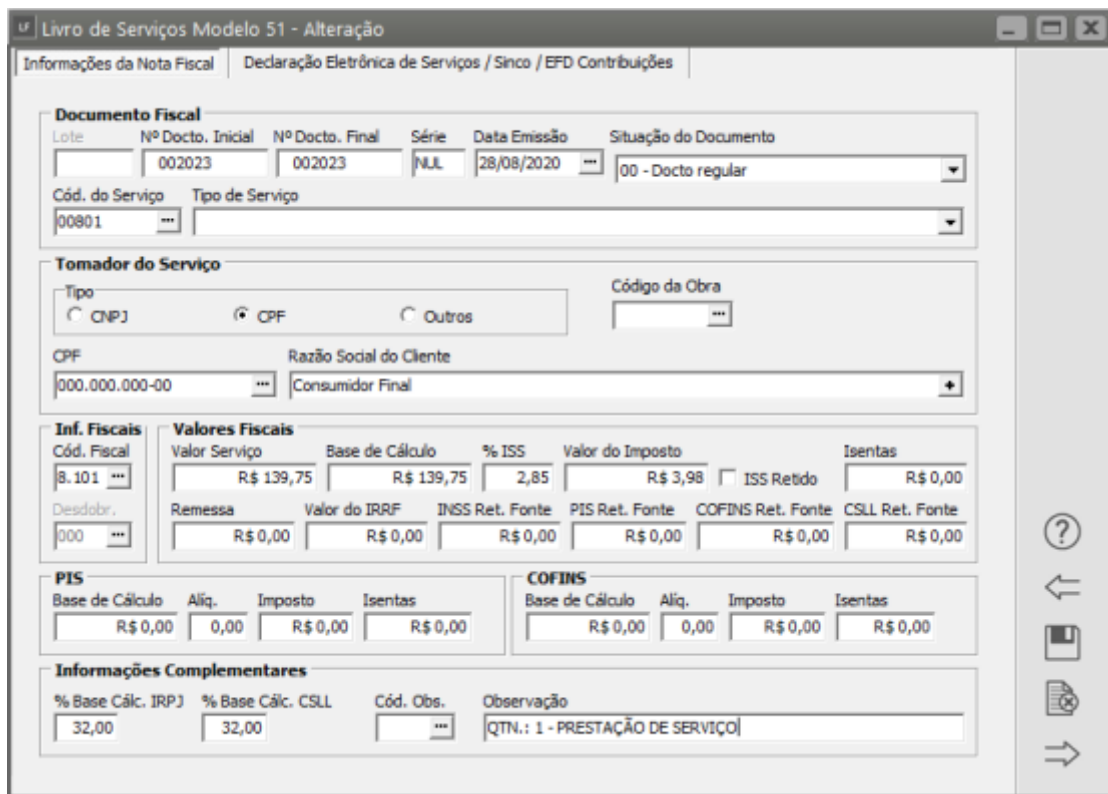 LF Livro de Serviços Modelo 51 - Alteração
Informações da Nota Fiscal Declaração Eletrônica de Serviços / Sinco / EFD Contribuições
Documento Fiscal
Lote Nº Docto. Inicial Nº Docto. Final Série Data Emissão Situação do Documento
002023 002023 NUL 28/08/2020 ... 00 - Docto regular
Cód. do Serviço Tipo de Serviço
00801 ...
Tomador do Serviço
Tipo Código da Obra
CNPJ CPF Outros ...
CPF Razão Social do Cliente
000.000.000-00 ... Consumidor Final +
Inf. Fiscais Valores Fiscais
Cód. Fiscal Valor Serviço Base de Cálculo % ISS Valor do Imposto Isentas
8.101 ... R$ 139,75 R$ 139,75 2,85 R$ 3,98 ISS Retido R$ 0,00
Desdobr. Remessa Valor do IRRF INSS Ret. Fonte PIS Ret. Fonte COFINS Ret. Fonte CSLL Ret. Fonte
000 ... R$ 0,00 R$ 0,00 R$ 0,00 R$ 0,00 R$ 0,00 R$ 0,00
PIS COFINS
Base de Cálculo Alíq. Imposto Isentas Base de Cálculo Alíq. Imposto Isentas
R$ 0,00 0,00 R$ 0,00 R$ 0,00 R$ 0,00 0,00 R$ 0,00 R$ 0,00
Informações Complementares
% Base Cálc. IRPJ % Base Cálc. CSLL Cód. Obs. Observação
32,00 32,00 ... QTN.: 1 - PRESTAÇÃO DE SERVIÇO